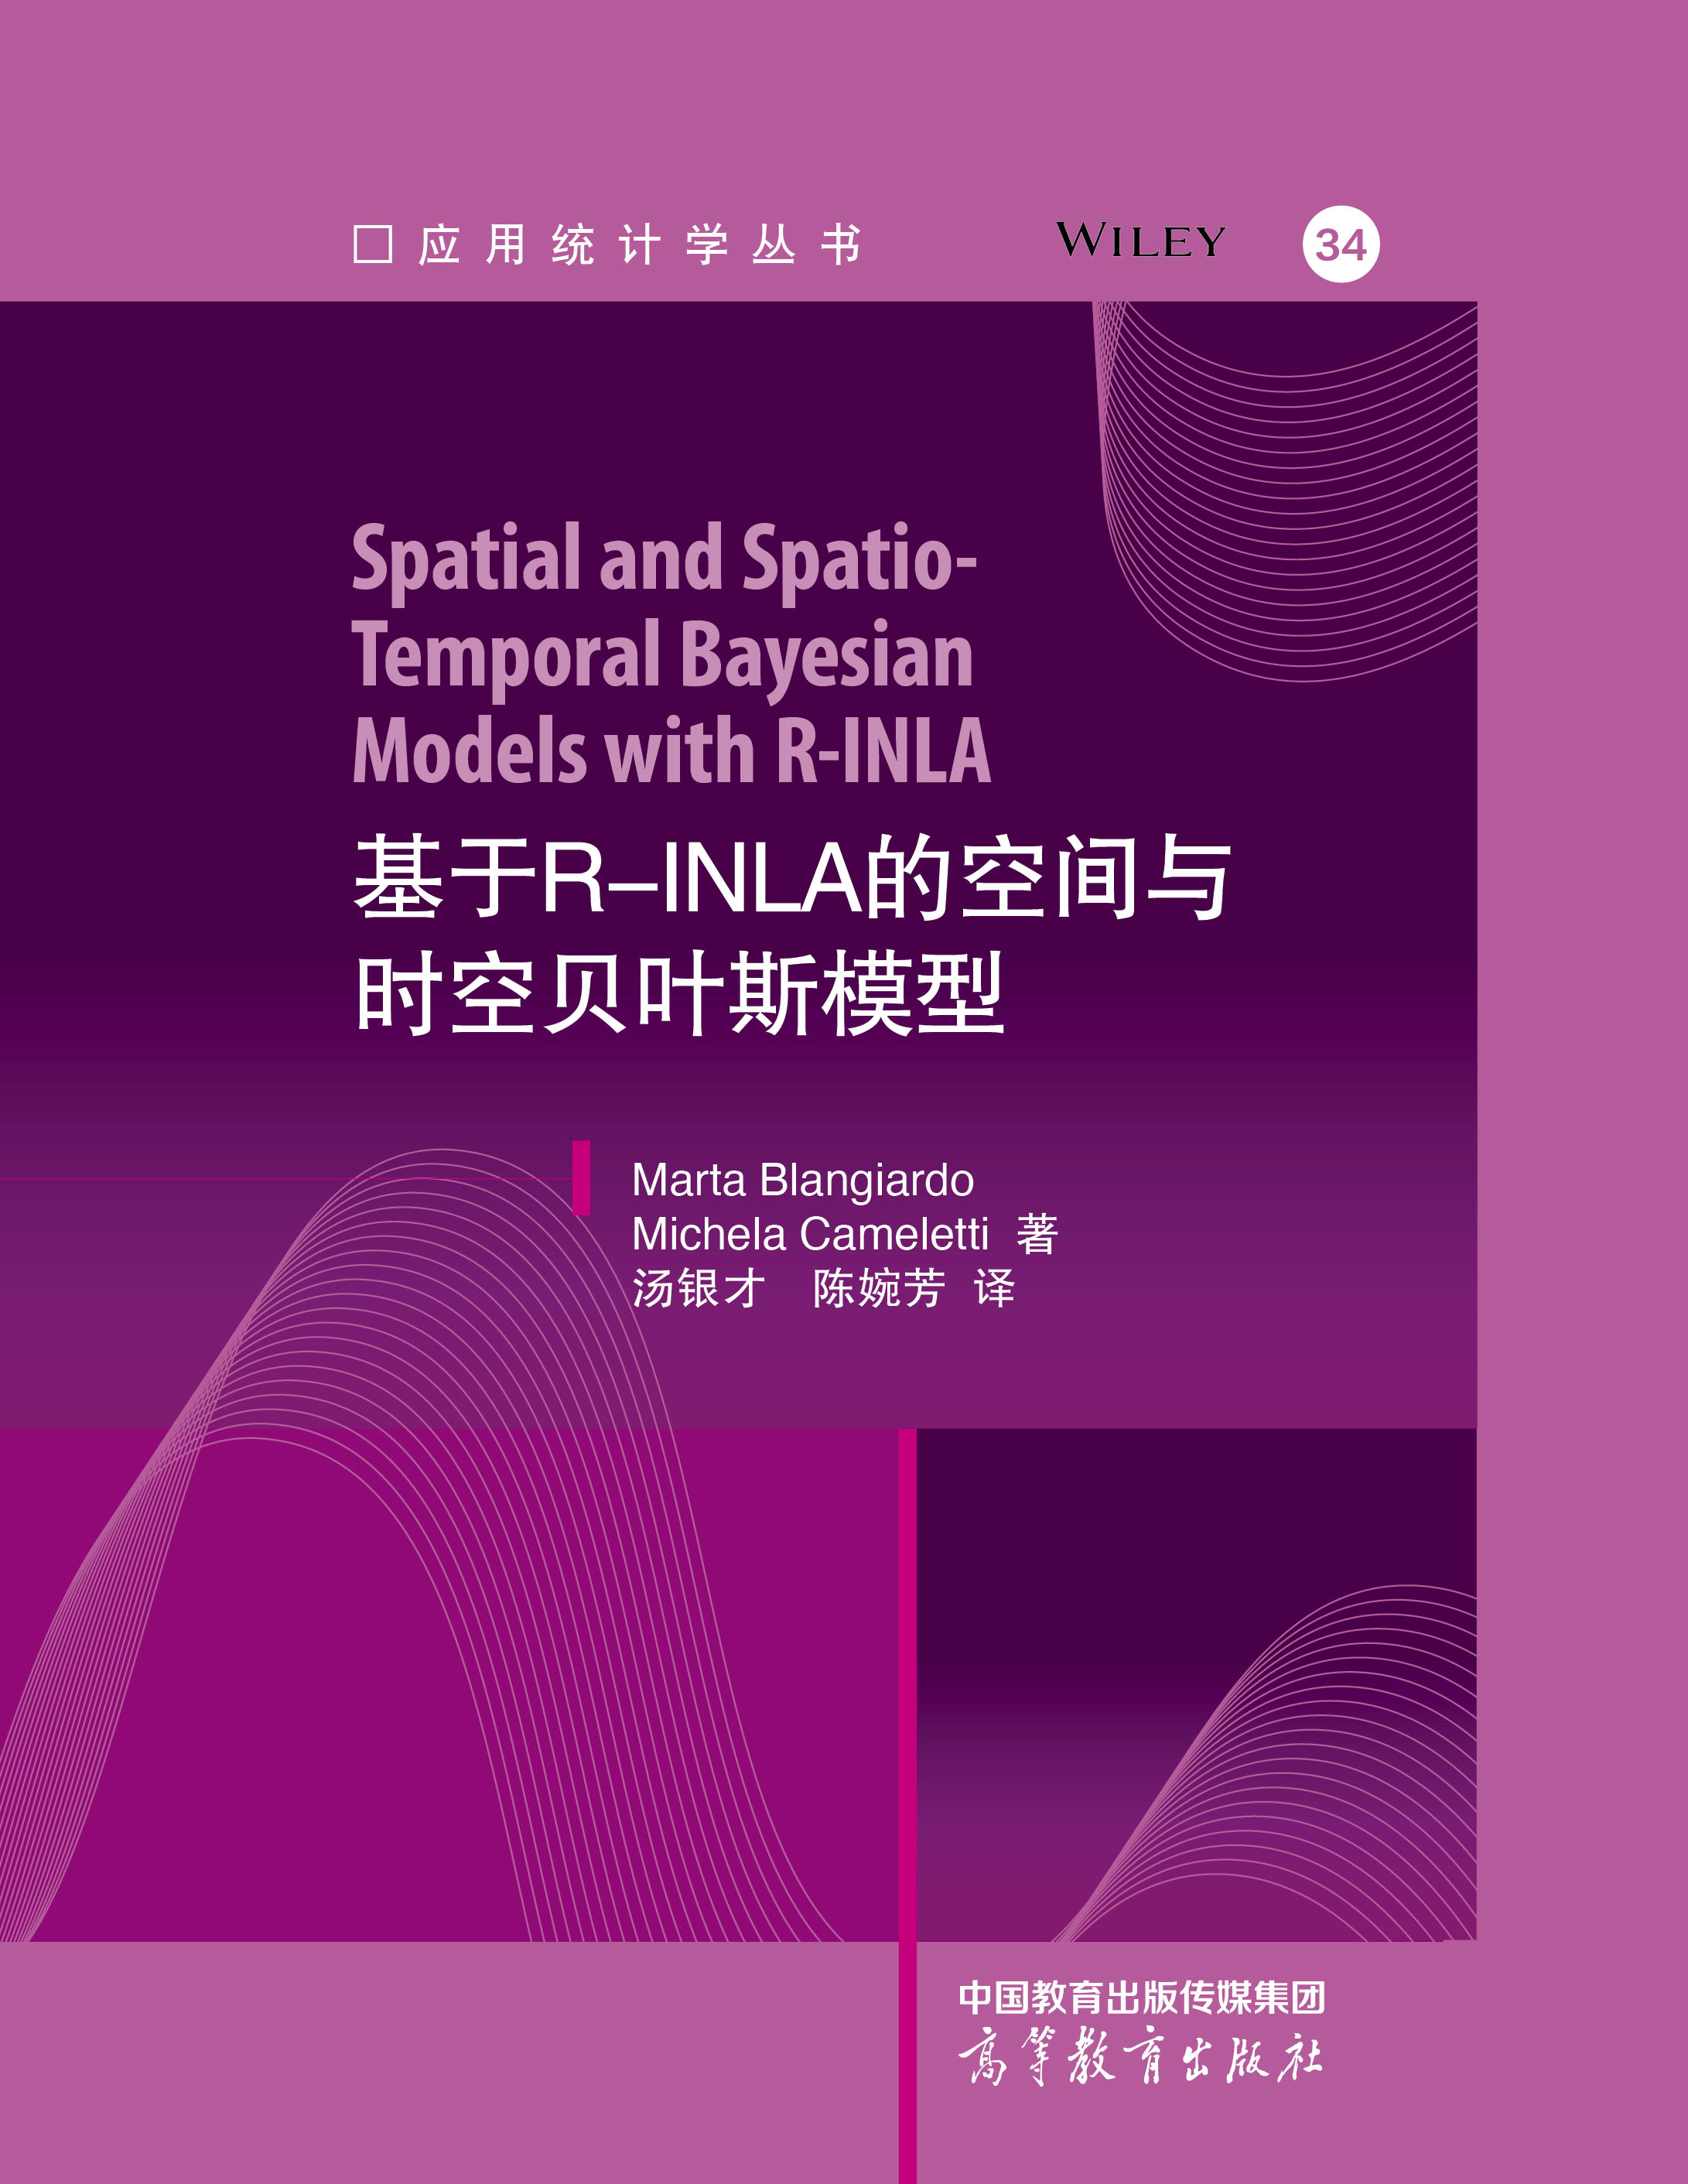 □ 应用统计学丛书
WILEY
34
Spatial and Spatio-
Temporal Bayesian
Models with R-INLA
基于R-INLA的空间与
时空贝叶斯模型
Marta Blangiardo
Michela Cameletti 著
汤银才 陈婉芳 译
中国教育出版传媒集团
高等教育出版社